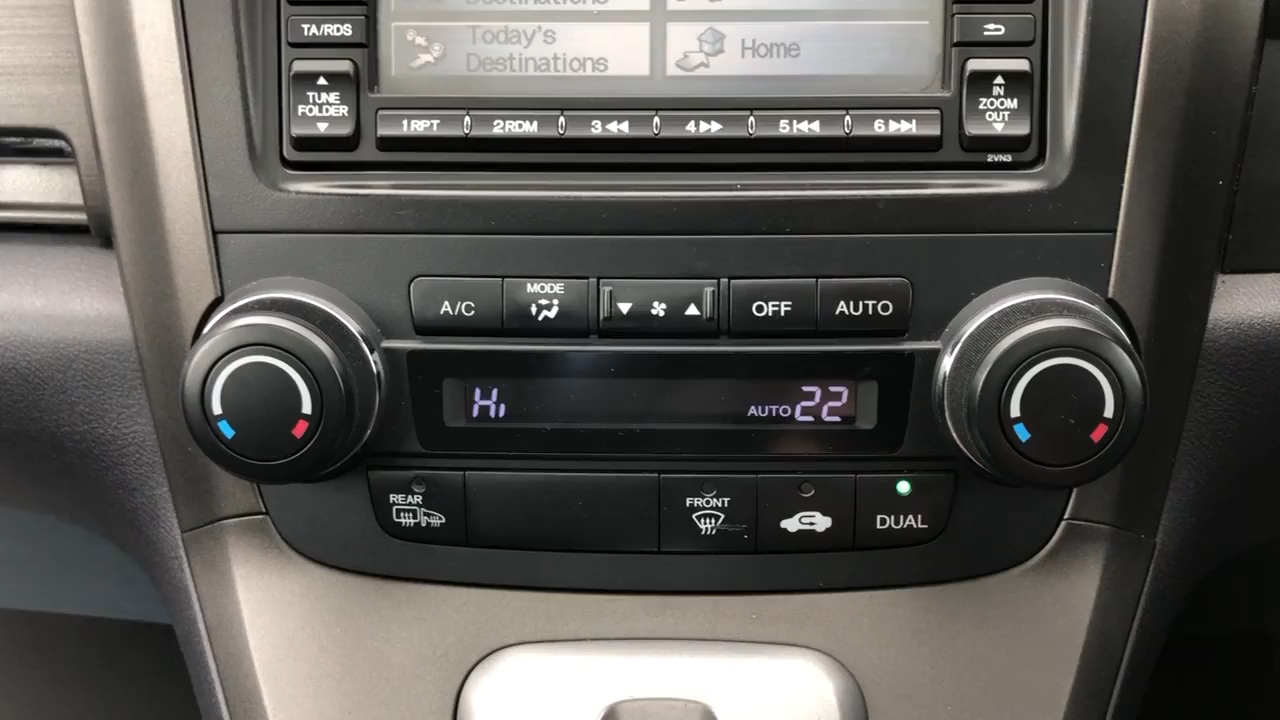 Destinations
TA/RDS
Today's
Destinations
Home
TUNE
FOLDER
IN
ZOOM
OUT
1RPT
2RDM
3
4
5
6
2VN3
A/C
MODE
OFF
AUTO
Hi
AUTO 22
REAR
FRONT
DUAL